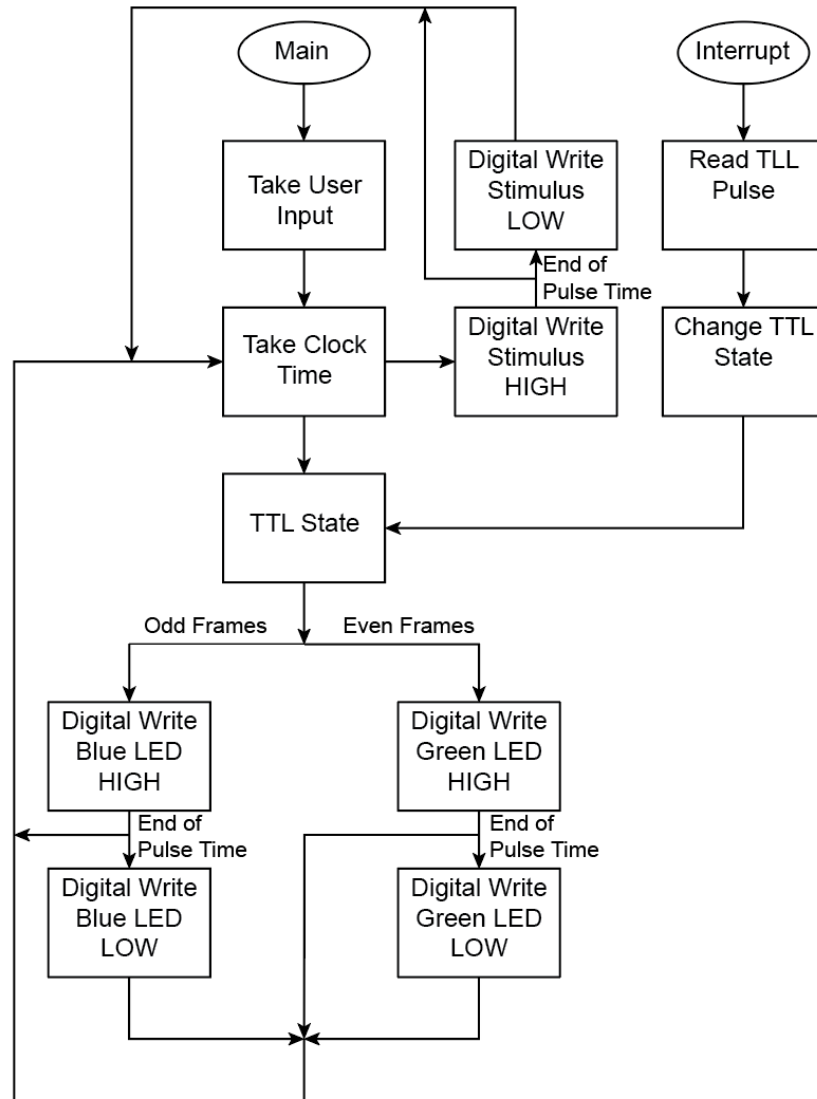 Main
Interrupt
Take User
Input
Digital Write
Stimulus
LOW
Read TLL
Pulse
End of
Pulse Time
Take Clock
Time
Digital Write
Stimulus
HIGH
Change TTL
State
TTL State
Odd Frames
Even Frames
Digital Write
Blue LED
HIGH
Digital Write
Green LED
HIGH
End of
Pulse Time
End of
Pulse Time
Digital Write
Blue LED
LOW
Digital Write
Green LED
LOW